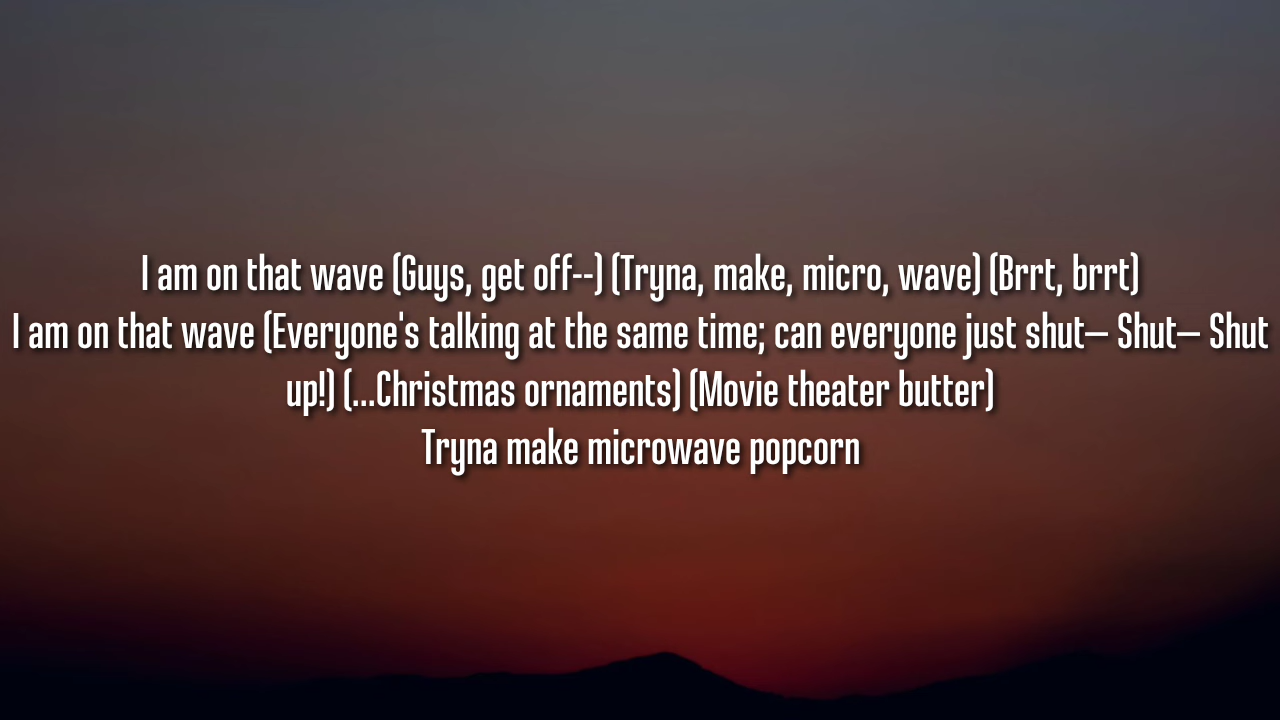 I am on that wave (Guys, get off--) (Tryna, make, micro, wave) (Brrt, brrt)
I am on that wave (Everyone's talking at the same time; can everyone just shut— Shut— Shut
up!) (...Christmas ornaments) (Movie theater butter)
Tryna make microwave popcorn